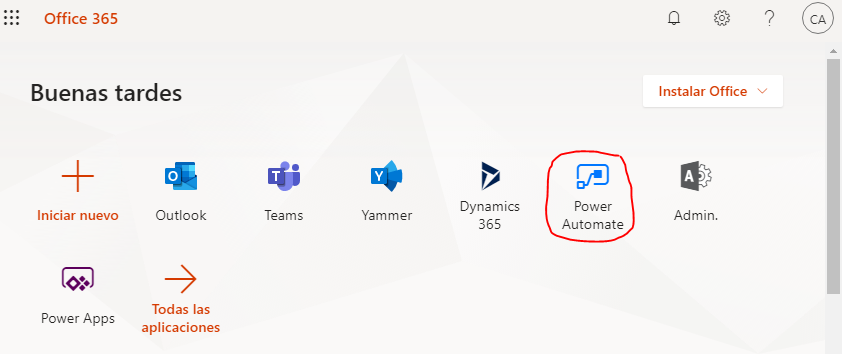 Office 365
?
CA
Buenas tardes
Instalar Office
Iniciar nuevo
Outlook
Teams
Yammer
Dynamics
365
Power
Automate
Admin.
Power Apps
Todas las
aplicaciones